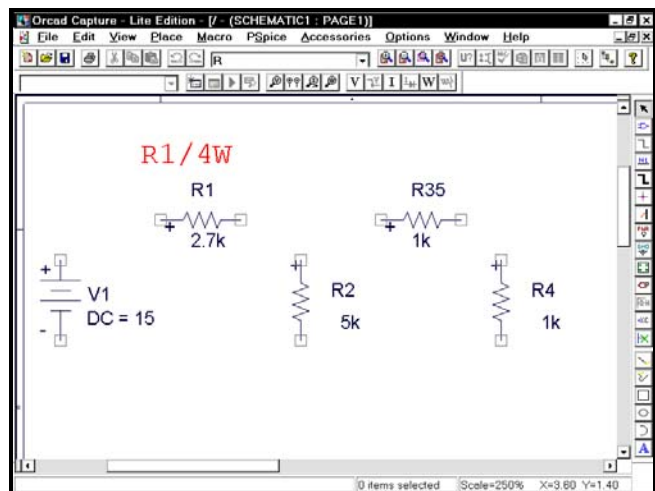 Orcad Capture - Lite Edition - [/ - (SCHEMATIC1 : PAGE1)]
File Edit View Place Macro PSpice Accessories Options Window Help
R
U?
V I W
R1/4W
R1
2.7k
R35
1k
+
V1
DC = 15
-
R2
5k
R4
1k
0 items selected Scale=250% X=3.60 Y=1.40